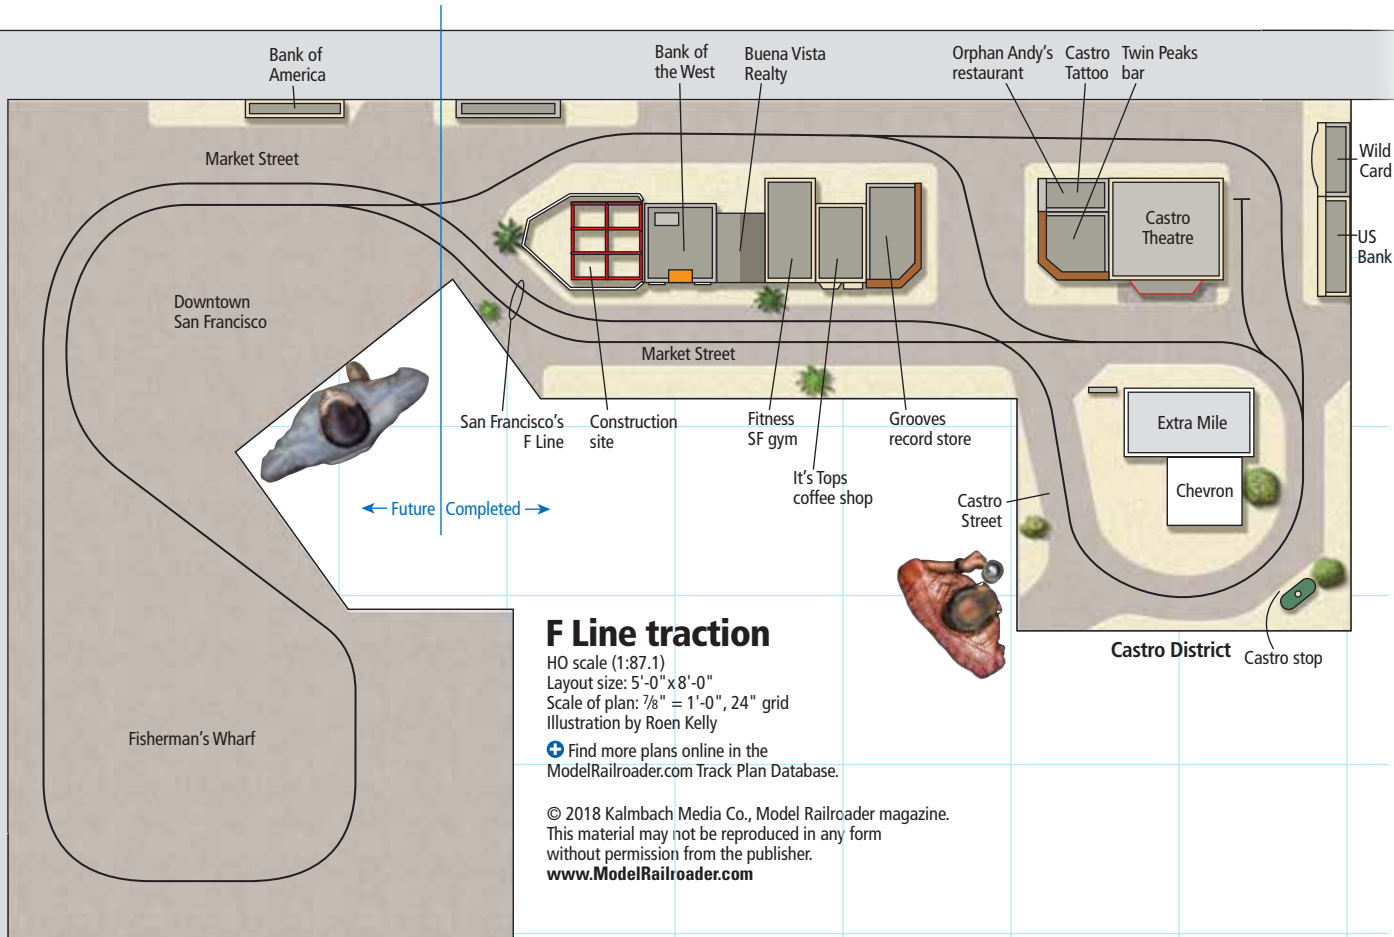 Bank of
America
Bank of
the West
Buena Vista
Realty
Orphan Andy's
restaurant
Castro
Tattoo
Twin Peaks
bar
Market Street
Wild
Card
US
Bank
Castro
Theatre
Downtown
San Francisco
Market Street
San Francisco's
F Line
Construction
site
Fitness
SF gym
Grooves
record store
It's Tops
coffee shop
Extra Mile
Chevron
Castro
Street
Future
Completed
Castro District
Castro stop
Fisherman's Wharf
F Line traction
HO scale (1:87.1)
Layout size: 5'-0" x 8'-0"
Scale of plan: ⅞" = 1'-0", 24" grid
Illustration by Roen Kelly
Find more plans online in the
ModelRailroader.com Track Plan Database.
© 2018 Kalmbach Media Co., Model Railroader magazine.
This material may not be reproduced in any form
without permission from the publisher.
www.ModelRailroader.com